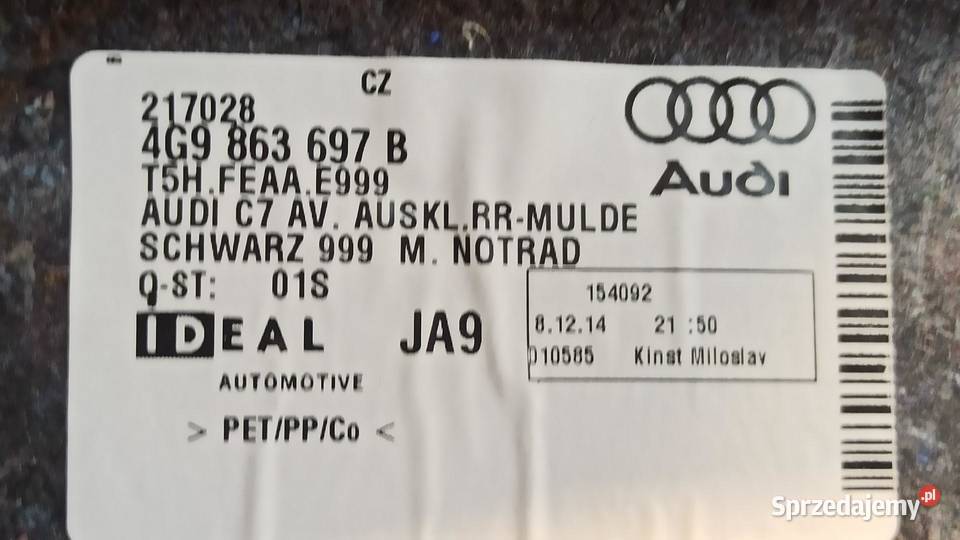 CZ
217028
4G9 863 697 B
T5H.FEAA.E999
AUDI C7 AV. AUSKL.RR-MULDE
SCHWARZ 999 M. NOTRAD
Q-ST: 01S
IDEAL JA9
AUTOMOTIVE
> PET/PP/Co <
Audi
154092
8.12.14 21 :50
010585 Kinst Miloslav
Sprzedajemy.pl